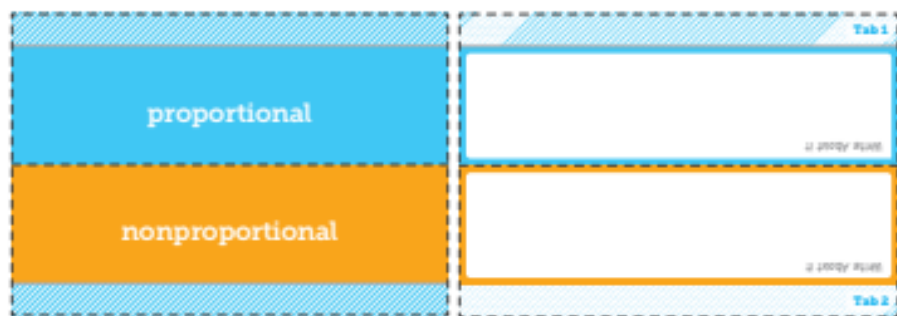 proportional
nonproportional
Tab 1
Write About It
Write About It
Tab 2